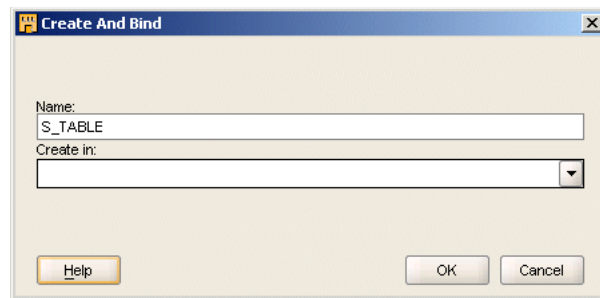 Create And Bind
Name:
S_TABLE
Create in:
Help OK Cancel